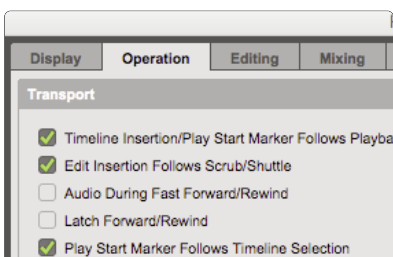 Display Operation Editing Mixing
Transport
Timeline Insertion/Play Start Marker Follows
Edit Insertion Follows Scrub/Shuttle
Audio During Fast Forward/Rewind
Latch Forward/Rewind
Play Start Marker Follows Timeline Selection